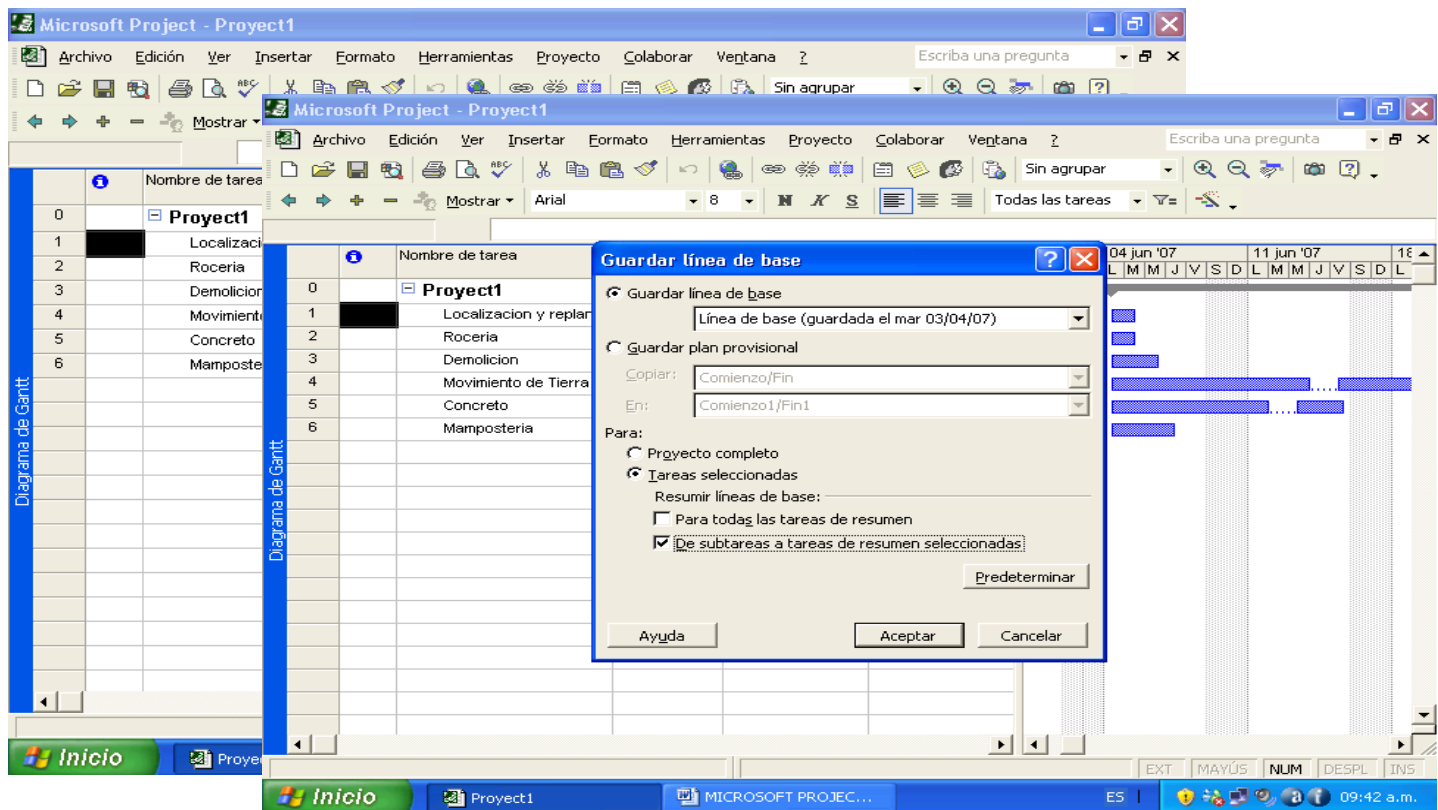 Microsoft Project - Proyect1
Archivo Edición Ver Insertar Formato Herramientas Proyecto Colaborar Ventana ? Escriba una pregunta
ABC Sin agrupar
Mostrar
Nombre de tarea
0 Proyect1
1 Localizaci
2 Roceria
3 Demolicion
4 Movimient
5 Concreto
6 Mamposte
Diagrama de Gantt
Inicio Proye
Microsoft Project - Proyect1
Archivo Edición Ver Insertar Formato Herramientas Proyecto Colaborar Ventana ? Escriba una pregunta
ABC Sin agrupar
Mostrar Arial 8 N K S Todas las tareas
Nombre de tarea 04 jun '07 11 jun '07 18
L M M J V S D L M M J V S D L
0 Proyect1
1 Localizacion y replan
2 Roceria
3 Demolicion
4 Movimiento de Tierra
5 Concreto
6 Mamposteria
Diagrama de Gantt
Guardar línea de base
Guardar línea de base
Línea de base (guardada el mar 03/04/07)
Guardar plan provisional
Copiar: Comienzo/Fin
En: Comienzo1/Fin1
Para:
Proyecto completo
Tareas seleccionadas
Resumir líneas de base:
Para todas las tareas de resumen
De subtareas a tareas de resumen seleccionadas
Predeterminar
Ayuda Aceptar Cancelar
EXT MAYÚS NUM DESPL INS
Inicio Proyect1 MICROSOFT PROJEC... ES 09:42 a.m.